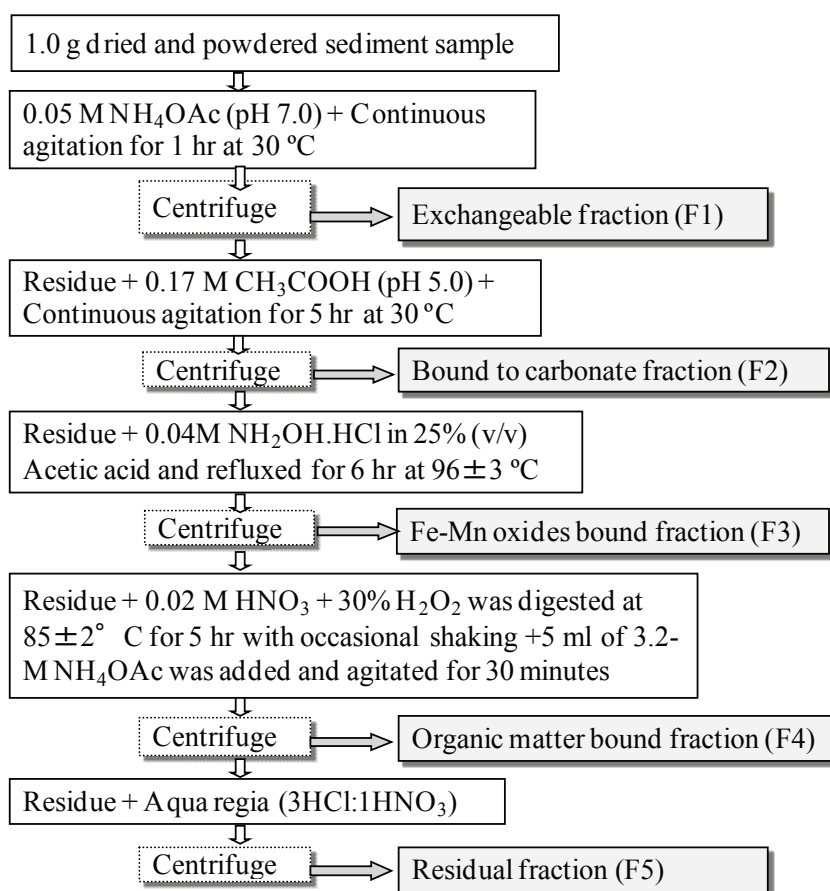 1.0 g dried and powdered sediment sample
0.05 M NH₄OAc (pH 7.0) + Continuous
agitation for 1 hr at 30 ºC
Centrifuge
Exchangeable fraction (F1)
Residue + 0.17 M CH₃COOH (pH 5.0) +
Continuous agitation for 5 hr at 30 ºC
Centrifuge
Bound to carbonate fraction (F2)
Residue + 0.04M NH₂OH.HCl in 25% (v/v)
Acetic acid and refluxed for 6 hr at 96±3 ºC
Centrifuge
Fe-Mn oxides bound fraction (F3)
Residue + 0.02 M HNO₃ + 30% H₂O₂ was digested at
85±2° C for 5 hr with occasional shaking +5 ml of 3.2-
M NH₄OAc was added and agitated for 30 minutes
Centrifuge
Organic matter bound fraction (F4)
Residue + Aqua regia (3HCl:1HNO₃)
Centrifuge
Residual fraction (F5)